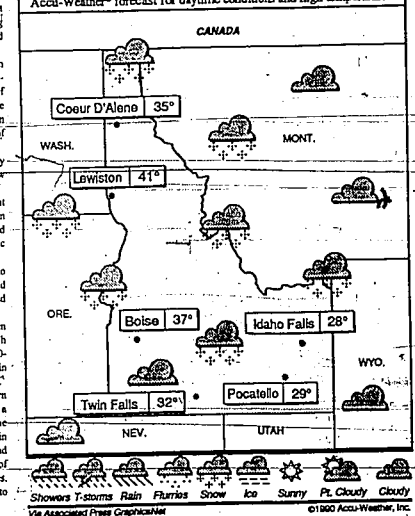 Accu-Weather® forecast for daytime conditions and high
CANADA
Coeur D'Alene 35°
WASH.
MONT.
Lewiston 41°
ORE.
Boise 37°
Idaho Falls 28°
WYO.
Pocatello 29°
Twin Falls 32°
NEV.
UTAH
Showers T-storms Rain Flurries Snow Ice Sunny Pt. Cloudy Cloudy
Via Associated Press GraphicsNet
©1990 Accu-Weather, Inc.